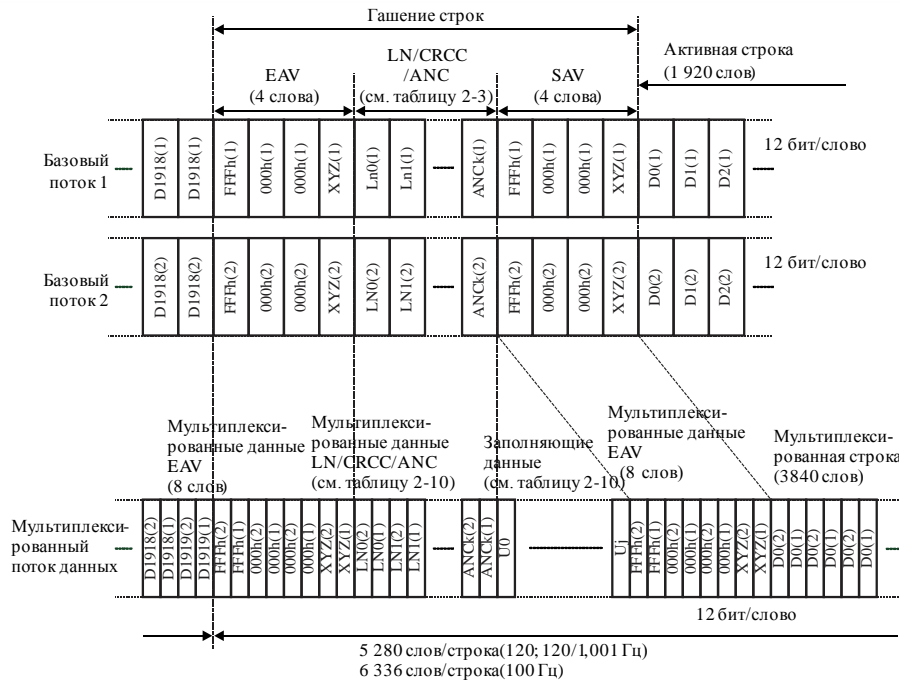 Гашение строк
Активная строка
(1 920 слов)
EAV
(4 слова)
LN/CRCC
/ANC
(см. таблицу 2-3)
SAV
(4 слова)
Базовый
поток 1
D1918(1) D1918(1) FFFh(1) 000h(1) 000h(1) XYZ(1) Ln0(1) Ln1(1) ANCk(1) FFFh(1) 000h(1) 000h(1) XYZ(1) D0(1) D1(1) D2(1)
12 бит/слово
Базовый
поток 2
D1918(2) D1918(2) FFFh(2) 000h(2) 000h(2) XYZ(2) LN0(2) LN1(2) ANCk(2) FFFh(2) 000h(2) 000h(2) XYZ(2) D0(2) D1(2) D2(2)
12 бит/слово
Мультиплекси-
рованные данные
EAV
(8 слов)
Мультиплекси-
рованные данные
LN/CRCC/ANC
(см. таблицу 2-10)
Заполняющие
данные
(см. таблицу 2-10)
Мультиплекси-
рованные данные
EAV
(8 слов)
Мультиплекси-
рованная строка
(3840 слов)
Мультиплекси-
рованный
поток данных
D1918(2) D1918(1) D1919(2) D1919(1) FFFh(2) FFFh(1) 000h(2) 000h(1) 000h(2) 000h(1) XYZ(2) XYZ(1) LN0(2) LN0(1) LN1(2) LN1(1) ANCk(2) ANCk(1) U0 Uj FFFh(2) FFFh(1) 000h(2) 000h(1) 000h(2) 000h(1) XYZ(2) XYZ(1) D0(2) D0(1) D0(2) D0(1) D0(2) D0(1)
12 бит/слово
5 280 слов/строка(120; 120/1,001 Гц)
6 336 слов/строка(100 Гц)